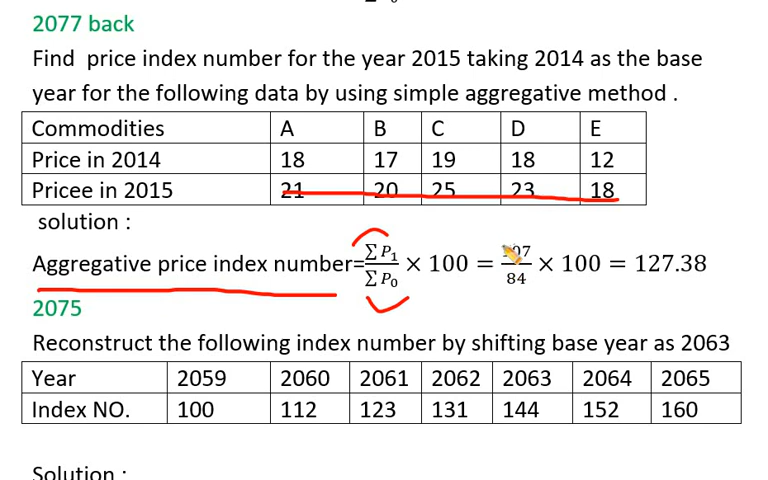 2077 back
Find price index number for the year 2015 taking 2014 as the base
year for the following data by using simple aggregative method .
Commodities A B C D E
Price in 2014 18 17 19 18 12
Pricee in 2015 21 20 25 23 18
solution :
Aggregative price index number= ∑ P₁ / ∑ P₀ × 100 = 107 / 84 × 100 = 127.38
2075
Reconstruct the following index number by shifting base year as 2063
Year 2059 2060 2061 2062 2063 2064 2065
Index NO. 100 112 123 131 144 152 160
Solution :